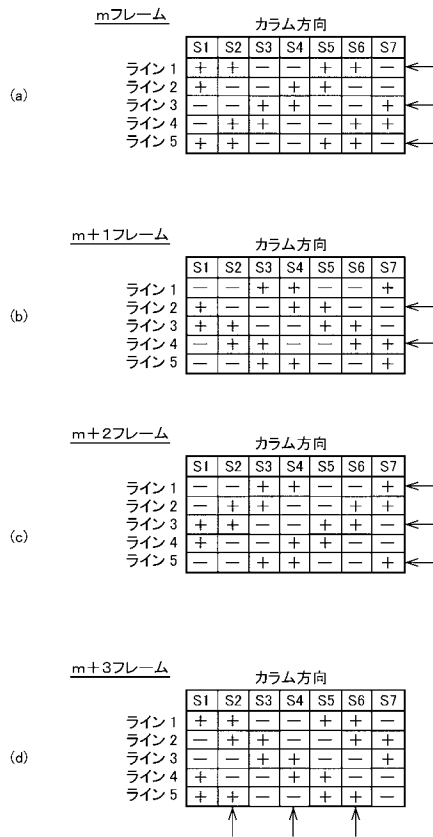 mフレーム
カラム方向
S1 S2 S3 S4 S5 S6 S7
(a)
ライン 1 + + − − + + − ←
ライン 2 + − − + + − −
ライン 3 − − + + − − + ←
ライン 4 − + + − − + +
ライン 5 + + − − + + − ←
m+1フレーム
カラム方向
S1 S2 S3 S4 S5 S6 S7
(b)
ライン 1 − − + + − − +
ライン 2 + − − + + − − ←
ライン 3 + + − − + + −
ライン 4 − + + − − + + ←
ライン 5 − − + + − − +
m+2フレーム
カラム方向
S1 S2 S3 S4 S5 S6 S7
(c)
ライン 1 − − + + − − + ←
ライン 2 − + + − − + +
ライン 3 + + − − + + − ←
ライン 4 + − − + + − −
ライン 5 − − + + − − + ←
m+3フレーム
カラム方向
S1 S2 S3 S4 S5 S6 S7
(d)
ライン 1 + + − − + + −
ライン 2 − + + − − + +
ライン 3 − − + + − − +
ライン 4 + − − + + − −
ライン 5 + + − − + + −
↑ ↑ ↑